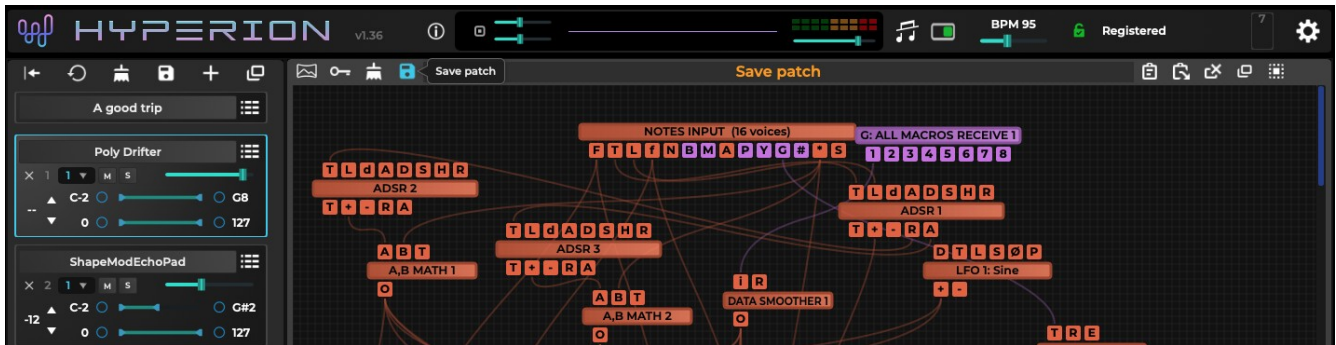 HYPERION
v1.36
BPM 95
Registered
7
Save patch
Save patch
A good trip
Poly Drifter
× 1 1 ▼ M S
C-2 G8
--
0 127
ShapeModEchoPad
× 2 1 ▼ M S
C-2 G#2
-12
0 127
NOTES INPUT (16 voices)
F T L f N B M A P Y G # * S
G: ALL MACROS RECEIVE 1
1 2 3 4 5 6 7 8
T L d A D S H R
ADSR 2
T + - R A
T L d A D S H R
ADSR 1
T + - R A
T L d A D S H R
ADSR 3
T + - R A
A B T
A,B MATH 1
O
D T L S Ø P
LFO 1: Sine
+ -
i R
DATA SMOOTHER 1
O
A B T
A,B MATH 2
O
T R E